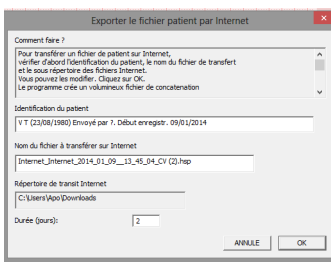 Exporter le fichier patient par Internet
Comment faire ?
Pour transférer un fichier de patient sur Internet,
vérifier d'abord l'identification du patient, le nom du fichier de transfert
et le sous répertoire des fichiers Internet.
Vous pouvez les modifier. Cliquez sur OK.
Le programme crée un volumineux fichier de concatenation
Identification du patient
V T (23/08/1980) Envoyé par ?. Début enregistr. 09/01/2014
Nom du fichier à transférer sur Internet
Internet_Internet_2014_01_09__13_45_04_CV (2).hsp
Répertoire de transit Internet
C:\Users\Apo\Downloads
Durée (jours):
2
ANNULE
OK